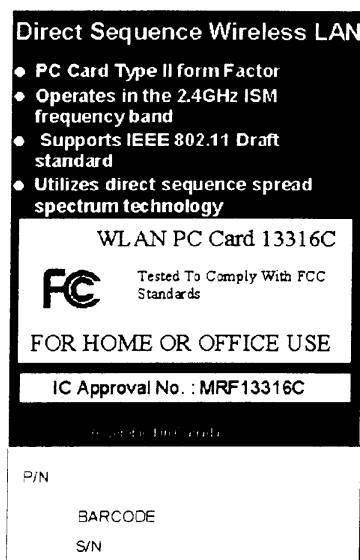 Direct Sequence Wireless LAN
● PC Card Type II form Factor
● Operates in the 2.4GHz ISM
frequency band
● Supports IEEE 802.11 Draft
standard
● Utilizes direct sequence spread
spectrum technology
WLAN PC Card 13316C
FC Tested To Comply With FCC
Standards
FOR HOME OR OFFICE USE
IC Approval No. : MRF13316C
P/N
BARCODE
S/N